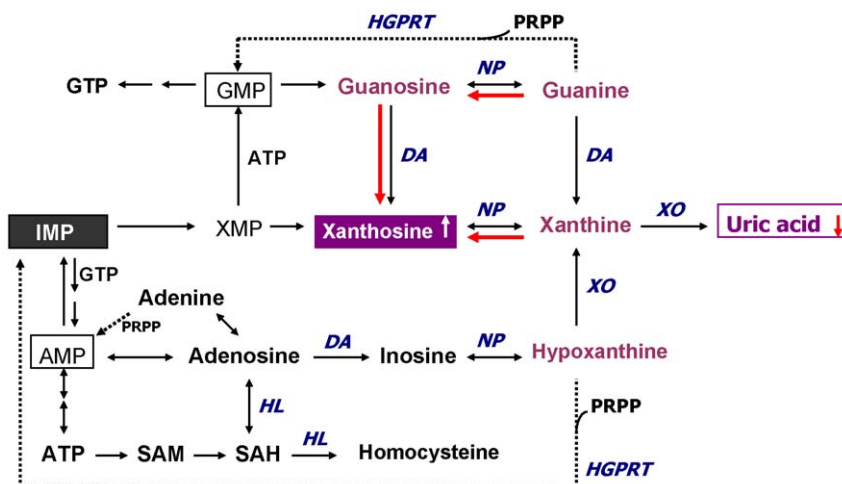 HGPRT
PRPP
GTP
GMP
Guanosine
NP
Guanine
ATP
DA
DA
IMP
XMP
Xanthosine
NP
Xanthine
XO
Uric acid
GTP
Adenine
XO
PRPP
AMP
Adenosine
DA
Inosine
NP
Hypoxanthine
HL
PRPP
ATP
SAM
SAH
HL
Homocysteine
HGPRT